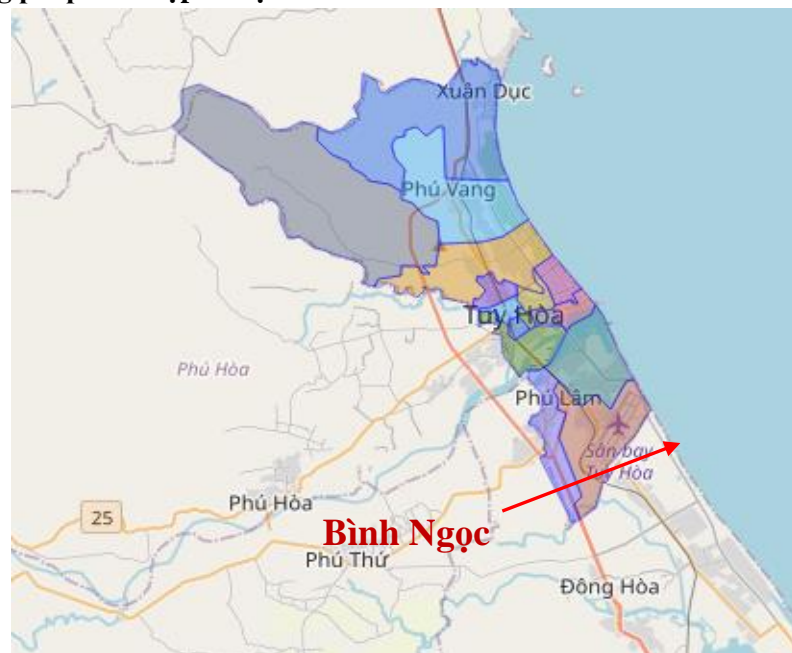 Xuân Dục
Phú Vang
Tuy Hòa
Phú Hòa
Phú Lâm
Sân bay
Tuy Hòa
Phú Hòa
25
Bình Ngọc
Phú Thứ
Đông Hòa